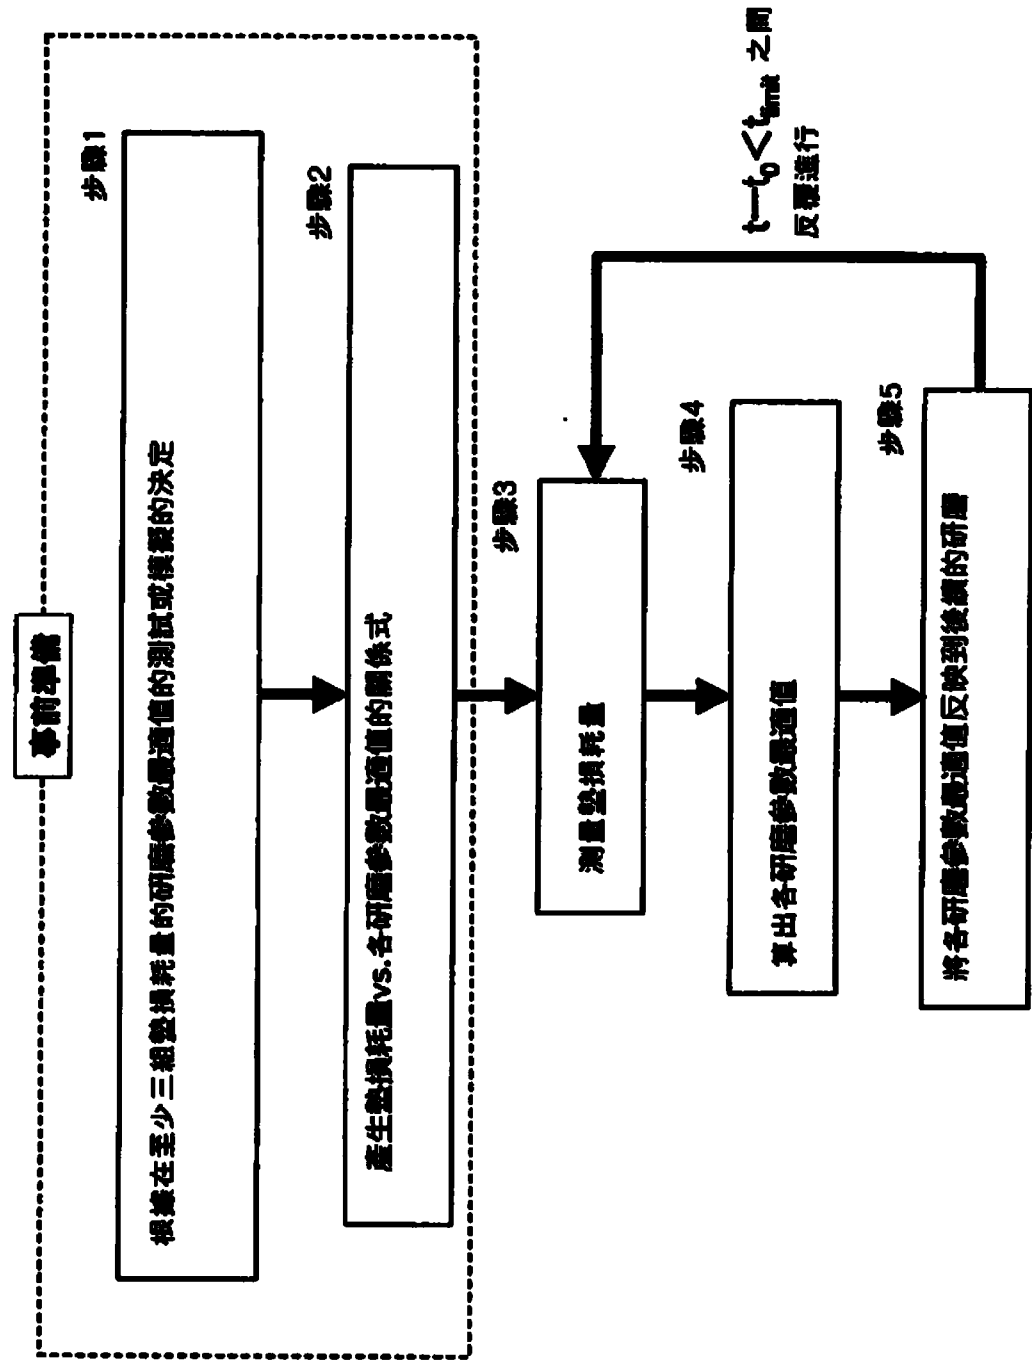 事前準備
步驟1
根據在至少三組墊損耗量的研磨參數最適值的測試或模擬的決定
步驟2
產生墊損耗量vs.各研磨參數最適值的關係式
步驟3
測量墊損耗量
步驟4
算出各研磨參數最適值
步驟5
將各研磨參數最適值反映到後續的研磨
t—t0<tlimit 之間
反覆進行